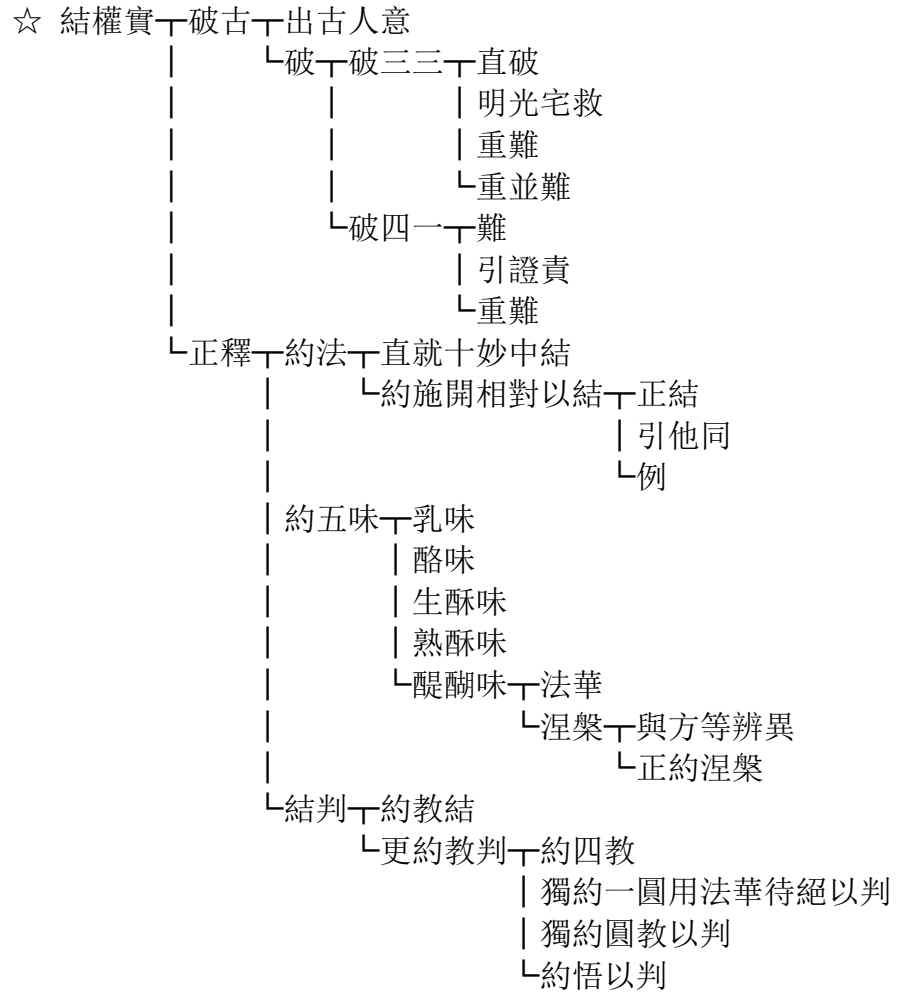 ☆ 結權實┬破古┬出古人意
│ └破┬破三三┬直破
│ │ │明光宅救
│ │ │重難
│ │ └重並難
│ └破四一┬難
│ │引證責
│ └重難
└正釋┬約法┬直就十妙中結
│ └約施開相對以結┬正結
│ │引他同
│ └例
│約五味┬乳味
│ │酪味
│ │生酥味
│ │熟酥味
│ └醍醐味┬法華
│ └涅槃┬與方等辨異
│ └正約涅槃
└結判┬約教結
└更約教判┬約四教
│獨約一圓用法華待絕以判
│獨約圓教以判
└約悟以判